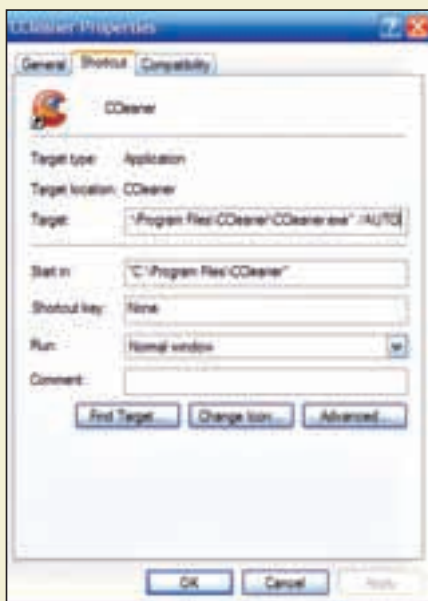 CCleaner Properties
General Shortcut Compatibility
CCleaner
Target type: Application
Target location: CCleaner
Target: :\Program Files\CCleaner\CCleaner.exe" /AUTO
Start in: "C:\Program Files\CCleaner"
Shortcut key: None
Run: Normal window
Comment:
Find Target... Change Icon... Advanced...
OK Cancel Apply